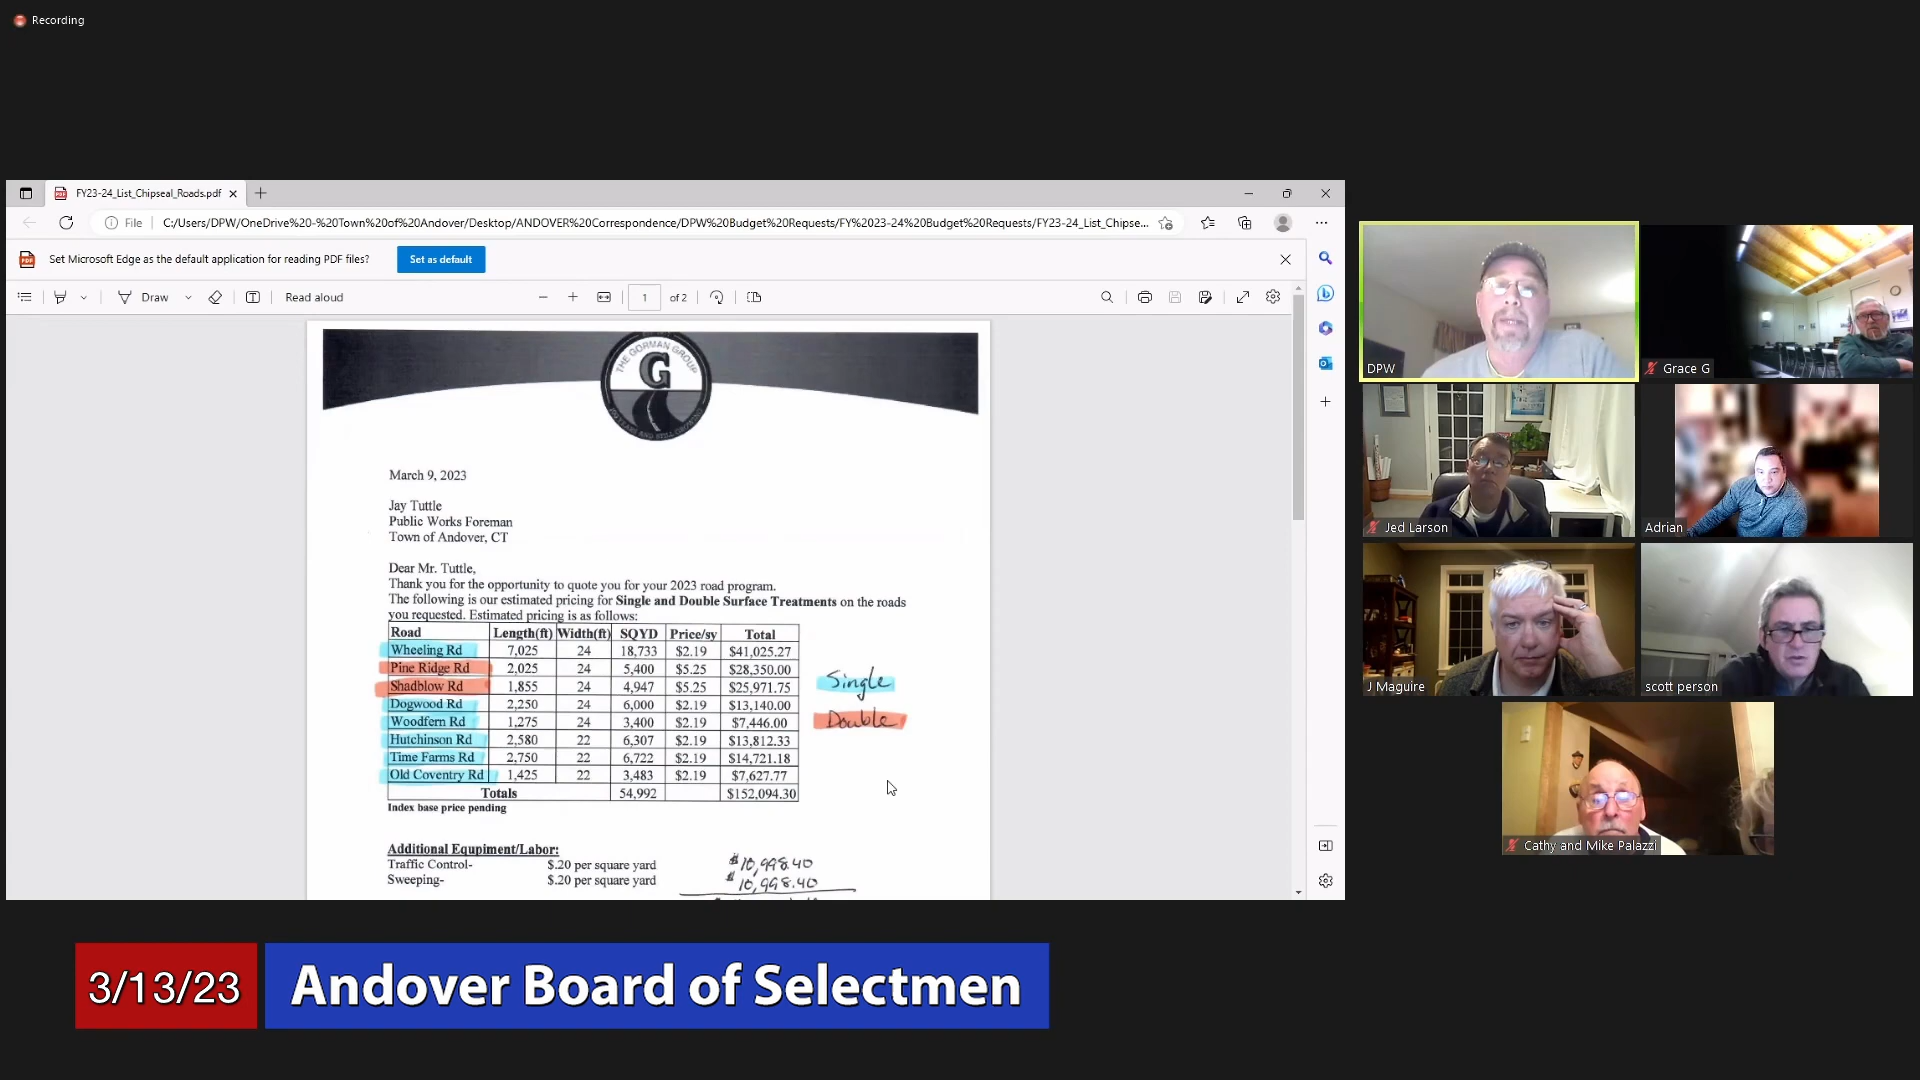 Recording
FY23-24_List_Chipseal_Roads.pdf
File
C:/Users/DPW/OneDrive%20-%20Town%20of%20Andover/Desktop/ANDOVER%20Correspondence/DPW%20Budget%20Requests/FY%2023-24%20Budget%20Requests/FY23-24_List_Chipse...
Set Microsoft Edge as the default application for reading PDF files?
Set as default
Draw
Read aloud
1 of 2
THE GORMAN GROUP
G
March 9, 2023
Jay Tuttle
Public Works Foreman
Town of Andover, CT
Dear Mr. Tuttle,
Thank you for the opportunity to quote you for your 2023 road program.
The following is our estimated pricing for Single and Double Surface Treatments on the roads
you requested. Estimated pricing is as follows:
Road Length(ft) Width(ft) SQYD Price/sy Total
Wheeling Rd 7,025 24 18,733 $2.19 $41,025.27
Pine Ridge Rd 2,025 24 5,400 $5.25 $28,350.00
Shadblow Rd 1,855 24 4,947 $5.25 $25,971.75
Dogwood Rd 2,250 24 6,000 $2.19 $13,140.00
Woodfern Rd 1,275 24 3,400 $2.19 $7,446.00
Hutchinson Rd 2,580 22 6,307 $2.19 $13,812.33
Time Farms Rd 2,750 22 6,722 $2.19 $14,721.18
Old Coventry Rd 1,425 22 3,483 $2.19 $7,627.77
Totals 54,992 $152,094.30
Single
Double
Index base price pending
Additional Equpiment/Labor:
Traffic Control- $.20 per square yard $10,998.40
Sweeping- $.20 per square yard $10,998.40
DPW
Grace G
Jed Larson
Adrian
J Maguire
scott person
Cathy and Mike Palazzi
3/13/23
Andover Board of Selectmen